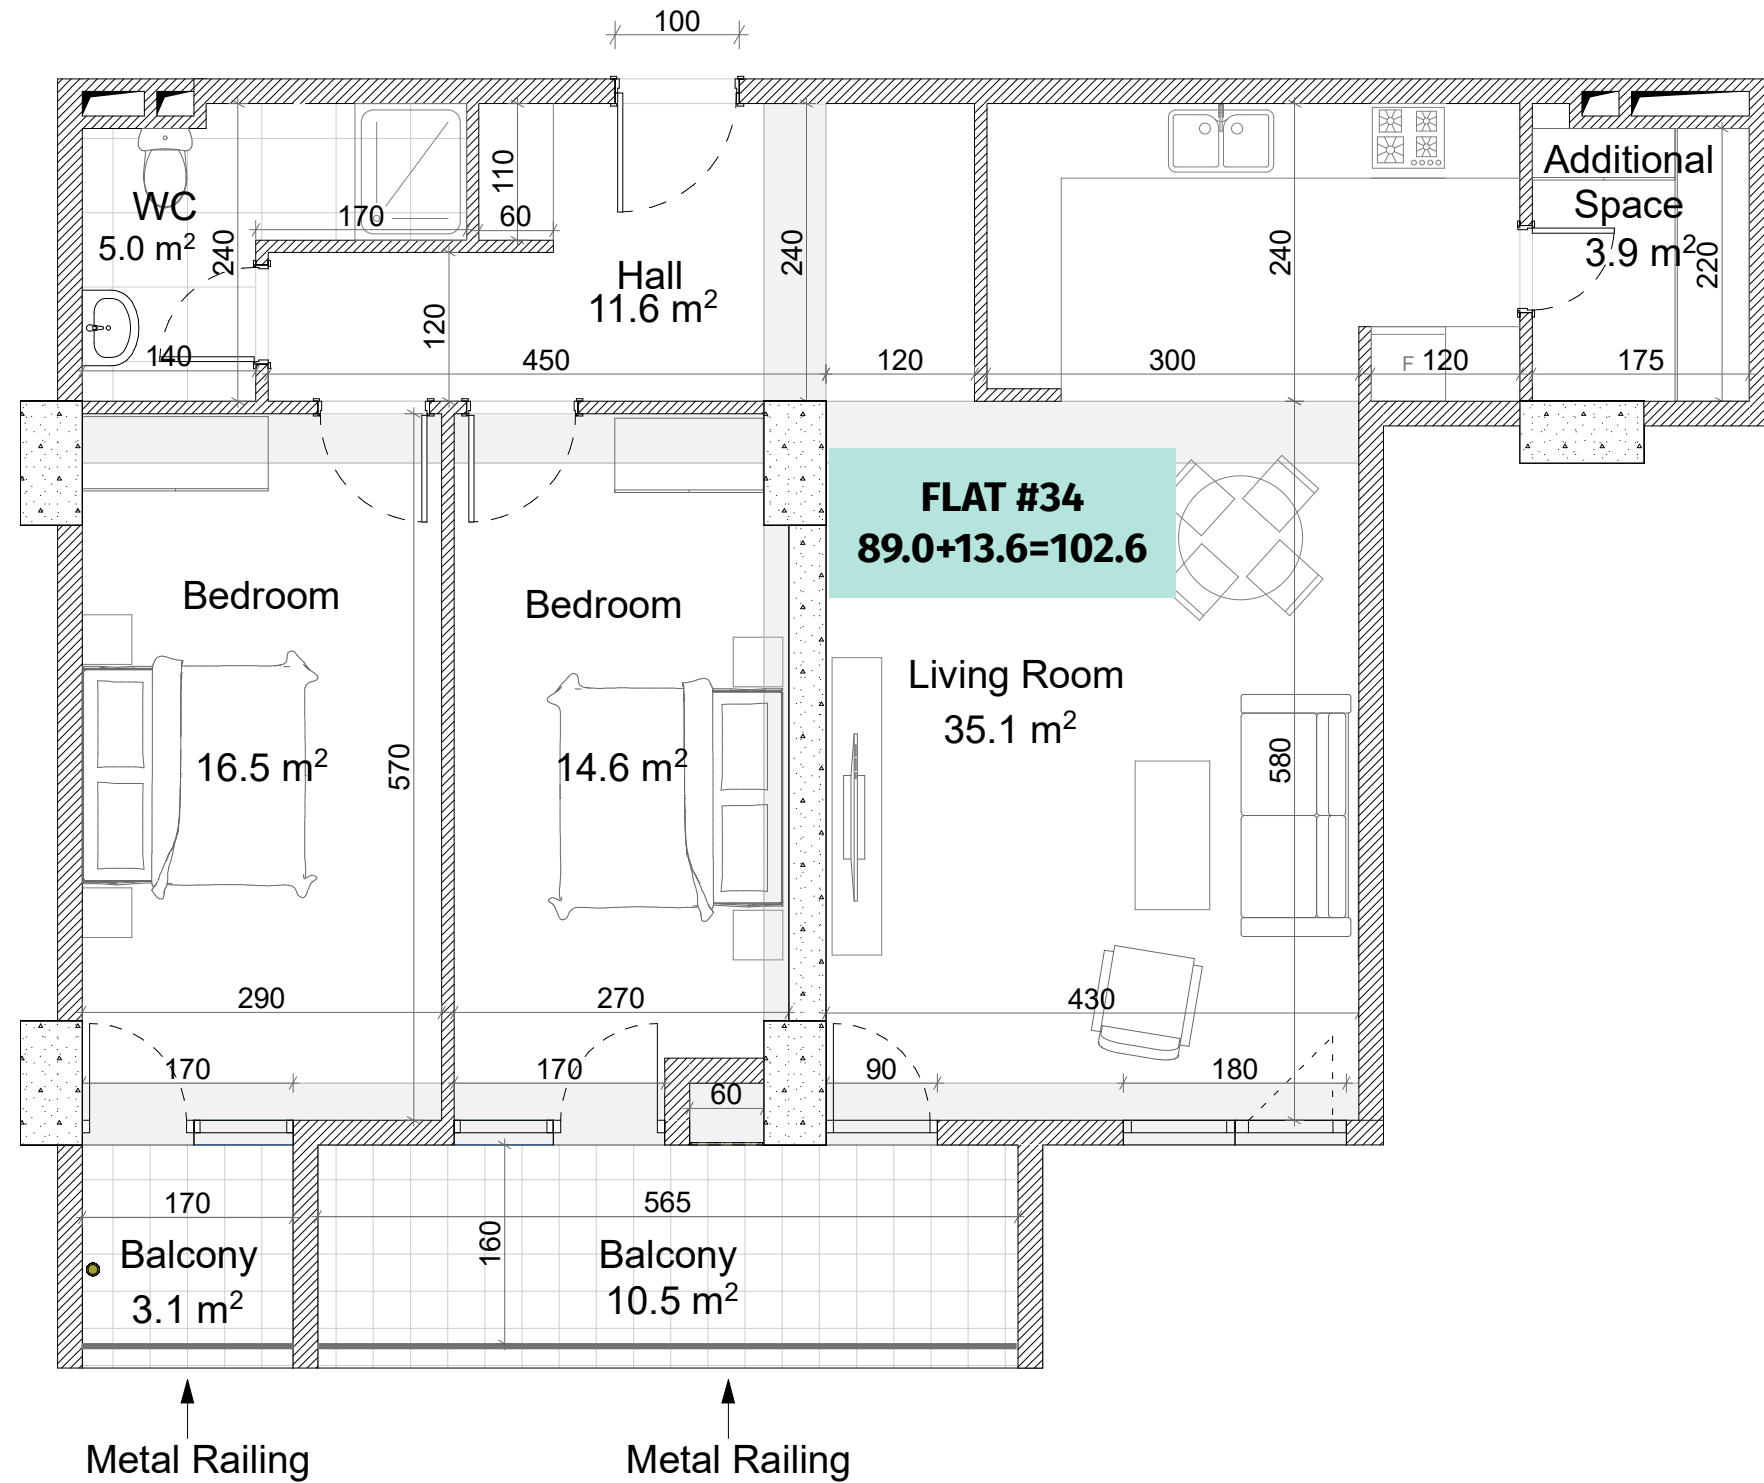 100
Additional
Space
3.9 m²
220
WC
5.0 m²
240
170
110
60
Hall
11.6 m²
240
240
120
140
450
120
300
F
120
175
FLAT #34
89.0+13.6=102.6
Bedroom
Bedroom
Living Room
35.1 m²
16.5 m²
570
14.6 m²
580
290
270
430
170
170
60
90
180
170
565
160
Balcony
3.1 m²
Balcony
10.5 m²
Metal Railing
Metal Railing